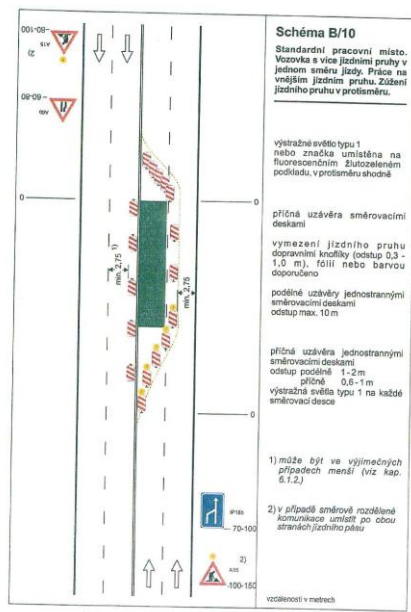 Schéma B/10
Standardní pracovní místo.
Vozovka s více jízdními pruhy v
jednom směru jízdy. Práce na
vnějším jízdním pruhu. Zúžení
jízdního pruhu v protisměru.
80-100
2)
A15
60-80
A6b
výstražné světlo typu 1
nebo značka umístěna na
fluorescenčním žlutozeleném
podkladu, v protisměru shodně
0
příčná uzávěra směrovacími
deskami
vymezení jízdního pruhu
dopravními knoflíky (odstup 0,3 -
1,0 m), fólií nebo barvou
doporučeno
min. 2,75 1)
min. 2,75
podélné uzávěry jednostrannými
směrovacími deskami
odstup max. 10 m
příčná uzávěra jednostrannými
směrovacími deskami
odstup podélně 1-2 m
příčně 0,6-1 m
výstražná světla typu 1 na každé
směrovací desce
0
1) může být ve výjimečných
případech menší (viz kap.
6.1.2.)
2) v případě směrově rozdělené
komunikace umístit po obou
stranách jízdního pásu
IP18b
70-100
2)
A15
100-150
vzdálenosti v metrech